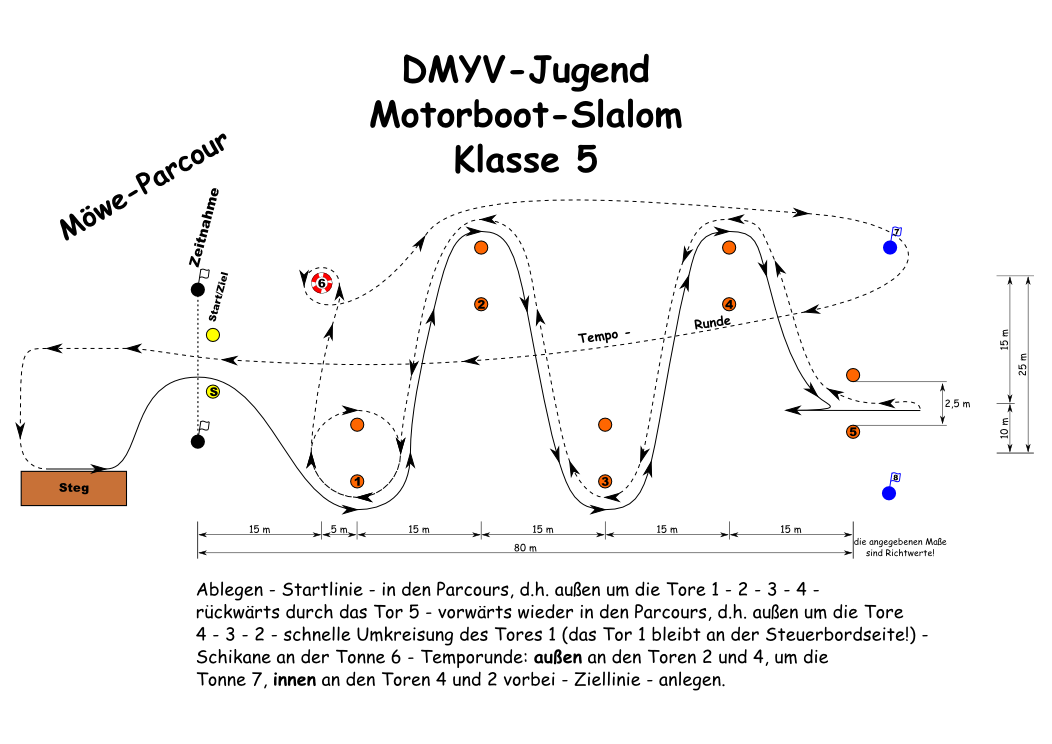 DMYV-Jugend
Motorboot-Slalom
Klasse 5
Möwe-Parcour
Zeitnahme
Start/Ziel
7
6
2
4
Tempo -
Runde
15 m
25 m
S
5
2,5 m
10 m
1
3
8
Steg
15 m
5 m
15 m
15 m
15 m
15 m
80 m
die angegebenen Maße
sind Richtwerte!
Ablegen - Startlinie - in den Parcours, d.h. außen um die Tore 1 - 2 - 3 - 4 -
rückwärts durch das Tor 5 - vorwärts wieder in den Parcours, d.h. außen um die Tore
4 - 3 - 2 - schnelle Umkreisung des Tores 1 (das Tor 1 bleibt an der Steuerbordseite!) -
Schikane an der Tonne 6 - Temporunde: außen an den Toren 2 und 4, um die
Tonne 7, innen an den Toren 4 und 2 vorbei - Ziellinie - anlegen.